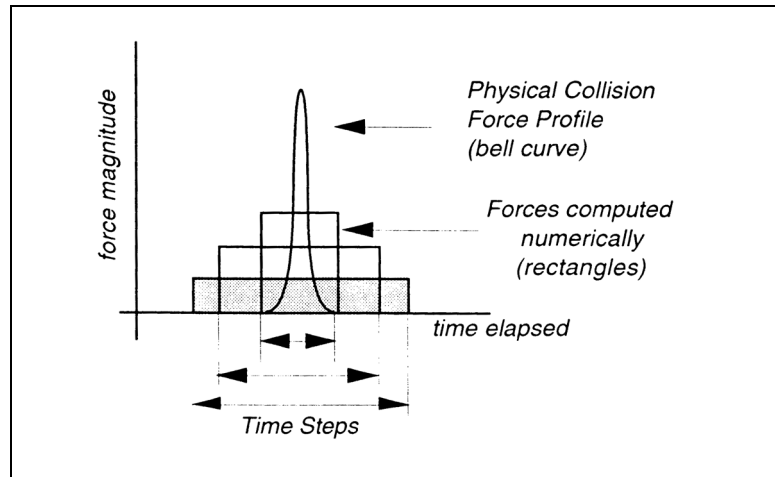 force magnitude
Physical Collision
Force Profile
(bell curve)
Forces computed
numerically
(rectangles)
time elapsed
Time Steps